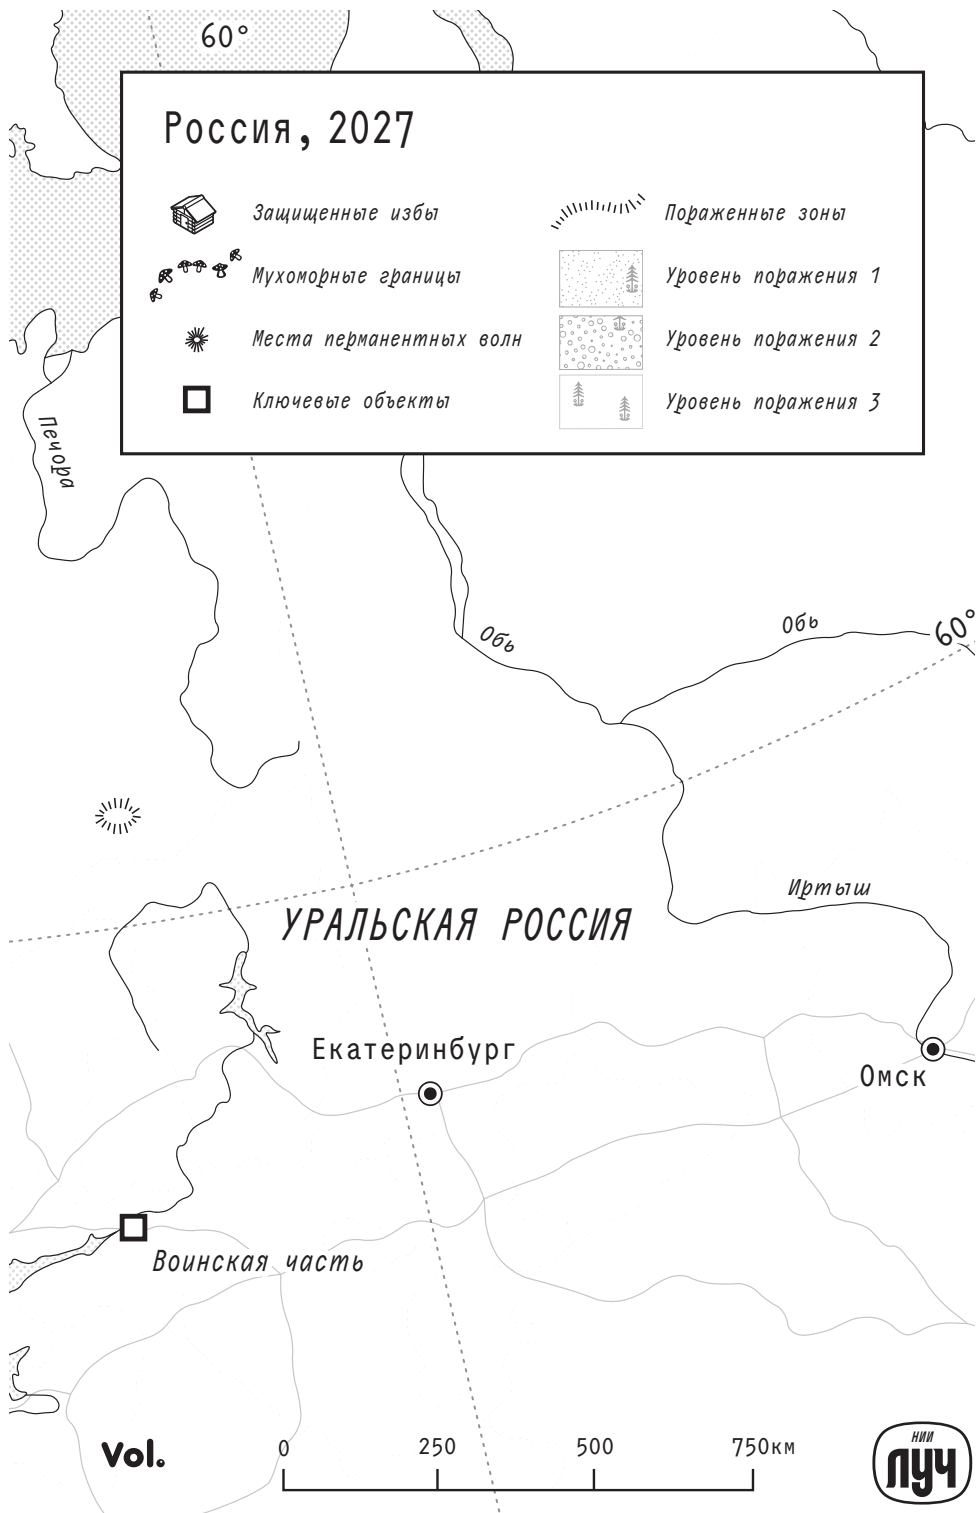 60°
Россия, 2027
Защищенные избы
Мухоморные границы
Места перманентных волн
Ключевые объекты
Пораженные зоны
Уровень поражения 1
Уровень поражения 2
Уровень поражения 3
Печора
Обь
Обь
60°
Иртыш
УРАЛЬСКАЯ РОССИЯ
Екатеринбург
Омск
Воинская часть
Vol.
0 250 500 750км
НИИ
ЛУЧ